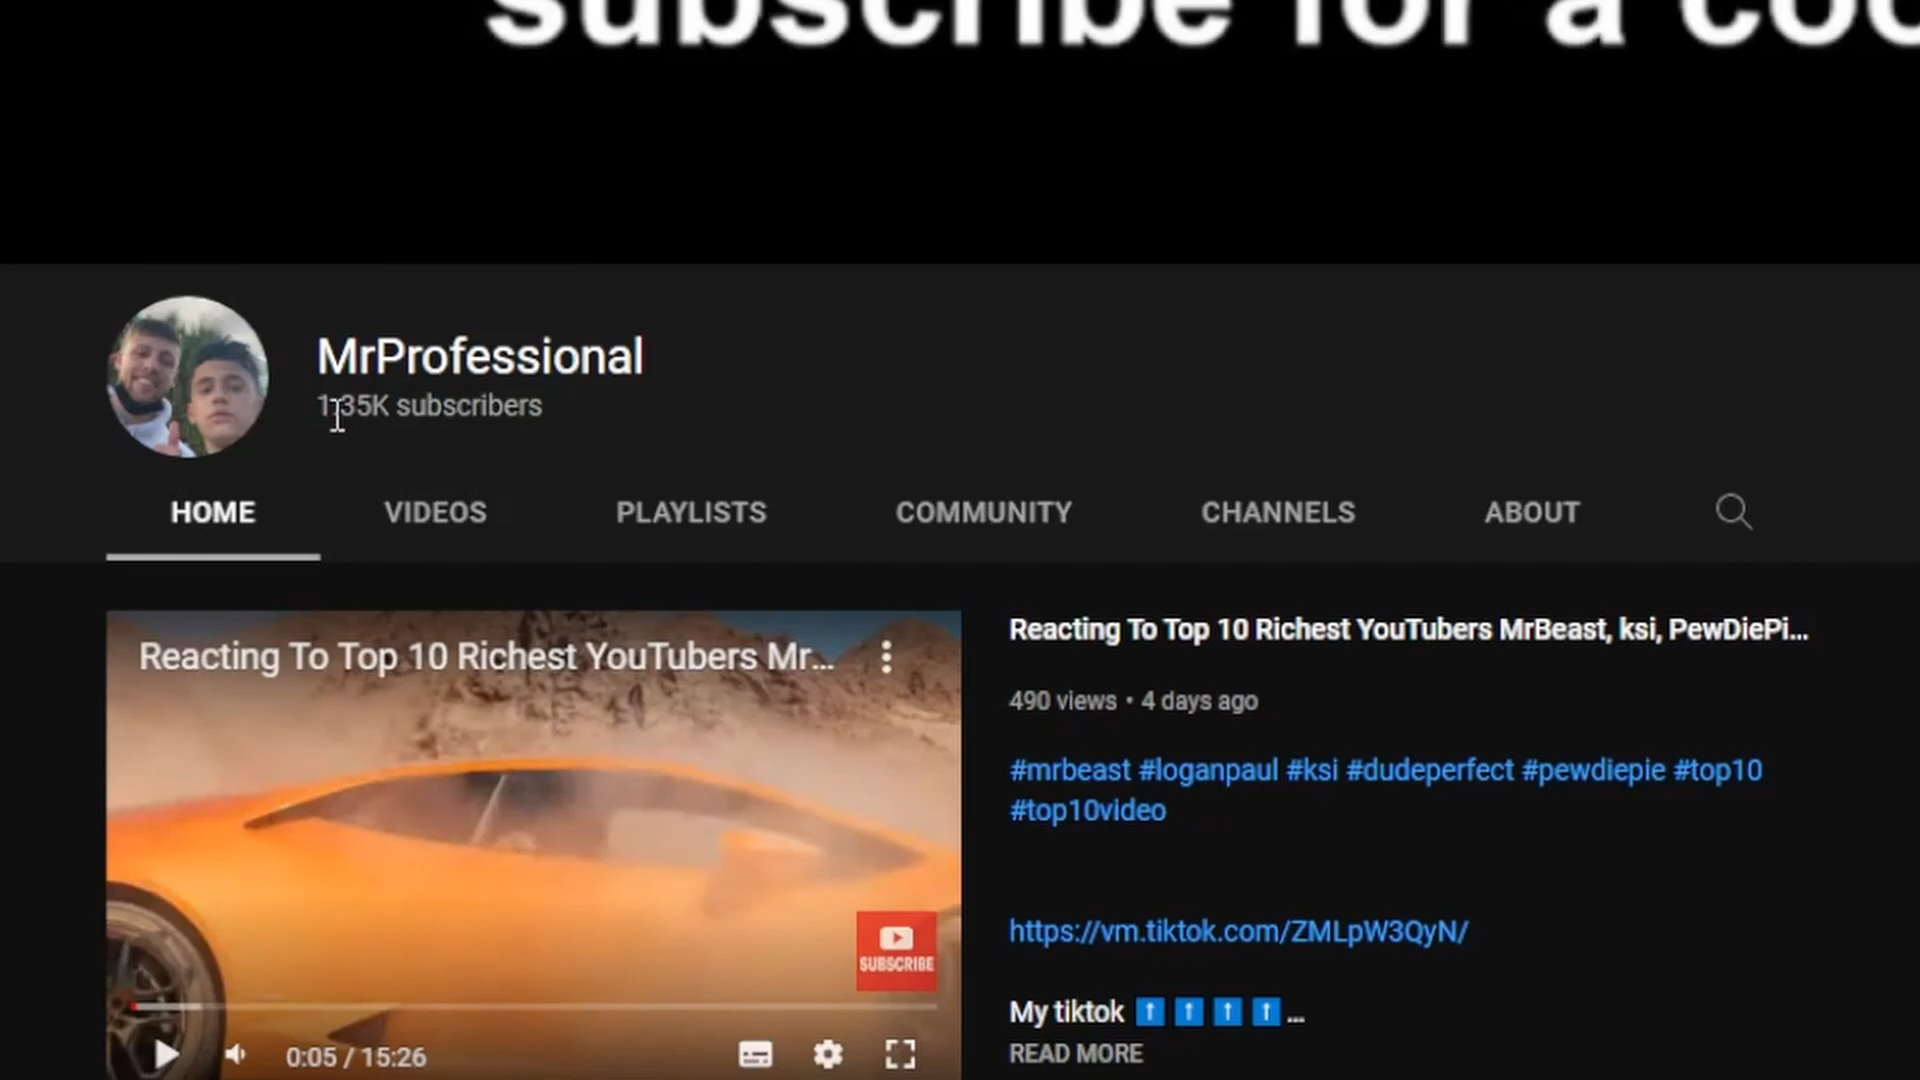 subscribe for a
MrProfessional
1.35K subscribers
HOME VIDEOS PLAYLISTS COMMUNITY CHANNELS ABOUT
Reacting To Top 10 Richest YouTubers Mr...
SUBSCRIBE
0:05 / 15:26
Reacting To Top 10 Richest YouTubers MrBeast, ksi, PewDiePi...
490 views • 4 days ago
#mrbeast #loganpaul #ksi #dudeperfect #pewdiepie #top10
#top10video
https://vm.tiktok.com/ZMLpW3QyN/
My tiktok ⬆⬆⬆⬆...
READ MORE